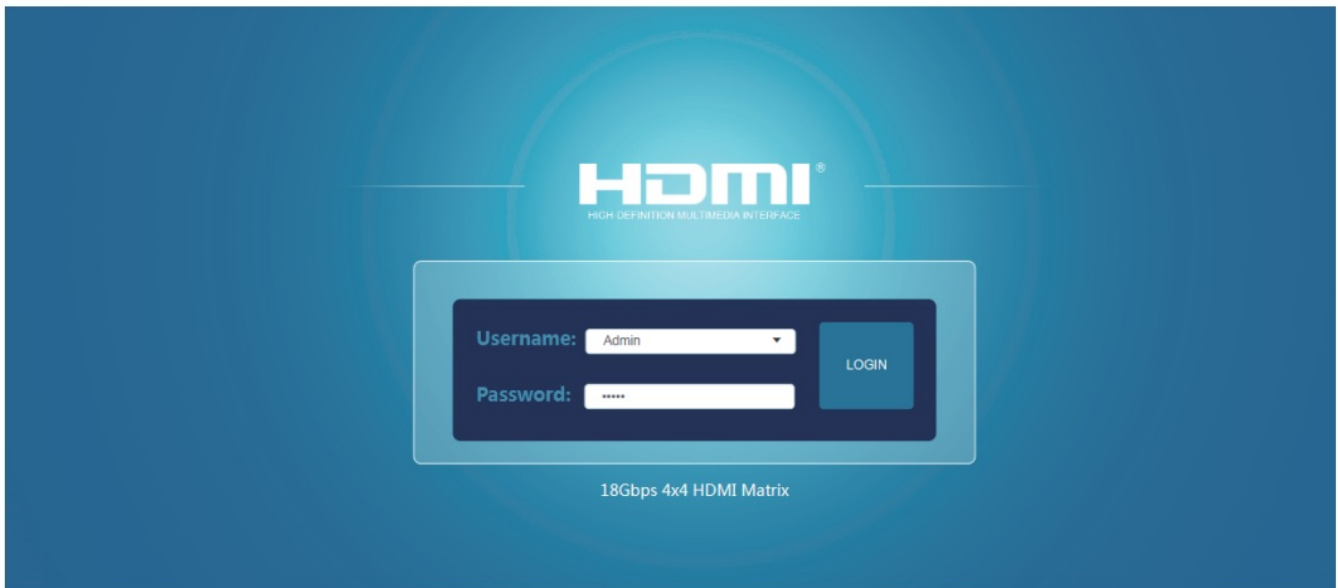 HDMI®
HIGH DEFINITION MULTIMEDIA INTERFACE
Username: Admin
LOGIN
Password: •••••
18Gbps 4x4 HDMI Matrix